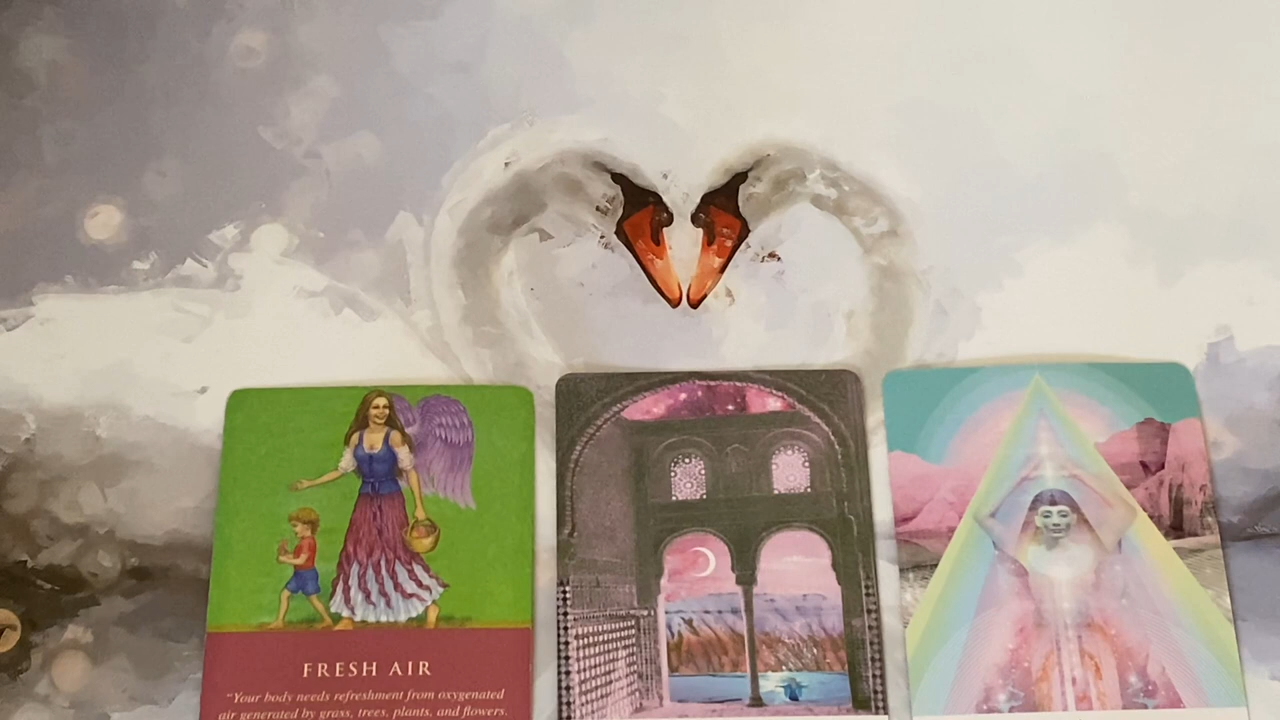 FRESH AIR
"Your body needs refreshment from oxygenated
air generated by grass, trees, plants, and flowers.